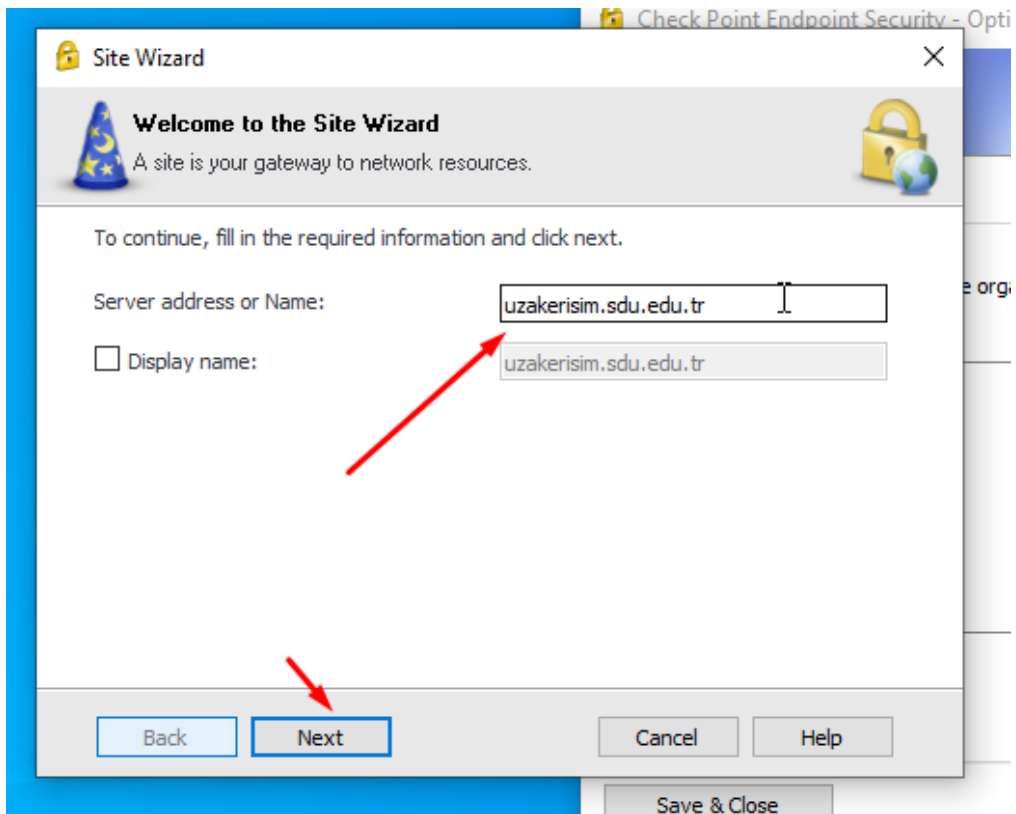 Check Point Endpoint Security - Opti
Site Wizard
Welcome to the Site Wizard
A site is your gateway to network resources.
To continue, fill in the required information and click next.
Server address or Name:
uzakerisim.sdu.edu.tr
e orga
Display name:
uzakerisim.sdu.edu.tr
Back
Next
Cancel
Help
Save & Close